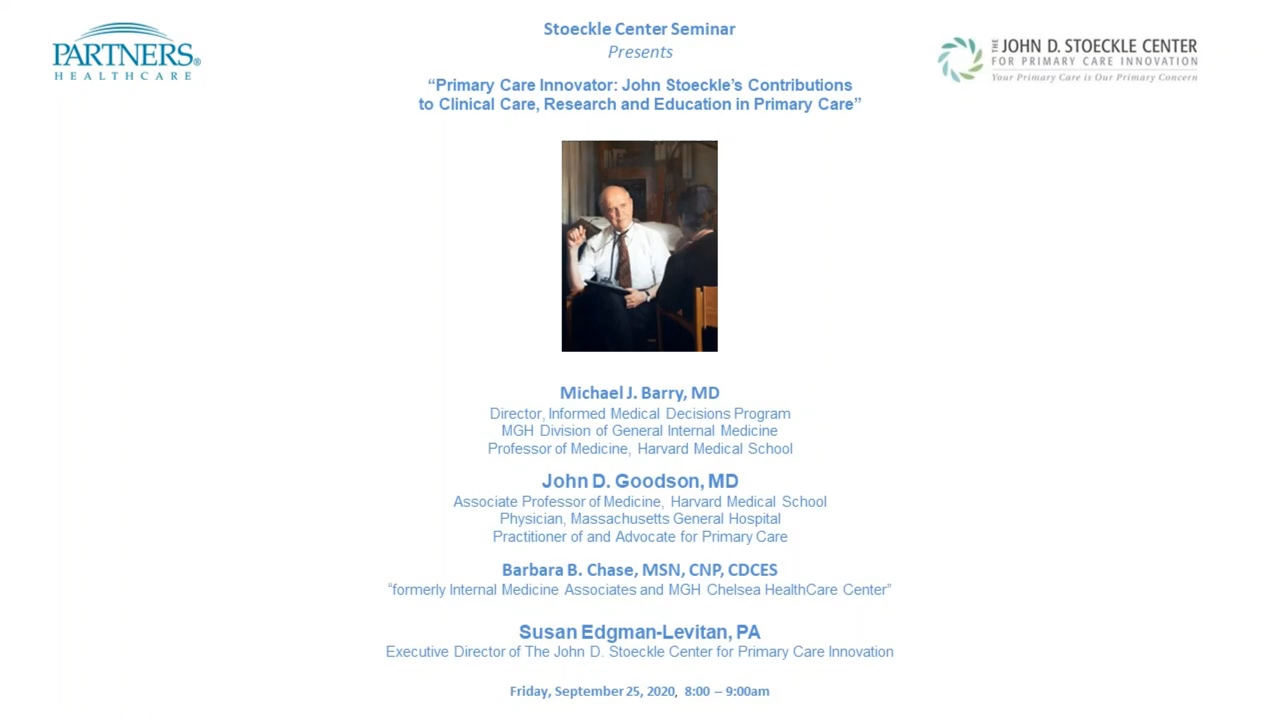 PARTNERS®
HEALTHCARE
THE JOHN D. STOECKLE CENTER
FOR PRIMARY CARE INNOVATION
Your Primary Care is Our Primary Concern
Stoeckle Center Seminar
Presents
“Primary Care Innovator: John Stoeckle’s Contributions
to Clinical Care, Research and Education in Primary Care”
Michael J. Barry, MD
Director, Informed Medical Decisions Program
MGH Division of General Internal Medicine
Professor of Medicine, Harvard Medical School
John D. Goodson, MD
Associate Professor of Medicine, Harvard Medical School
Physician, Massachusetts General Hospital
Practitioner of and Advocate for Primary Care
Barbara B. Chase, MSN, CNP, CDCES
“formerly Internal Medicine Associates and MGH Chelsea HealthCare Center”
Susan Edgman-Levitan, PA
Executive Director of The John D. Stoeckle Center for Primary Care Innovation
Friday, September 25, 2020, 8:00 – 9:00am